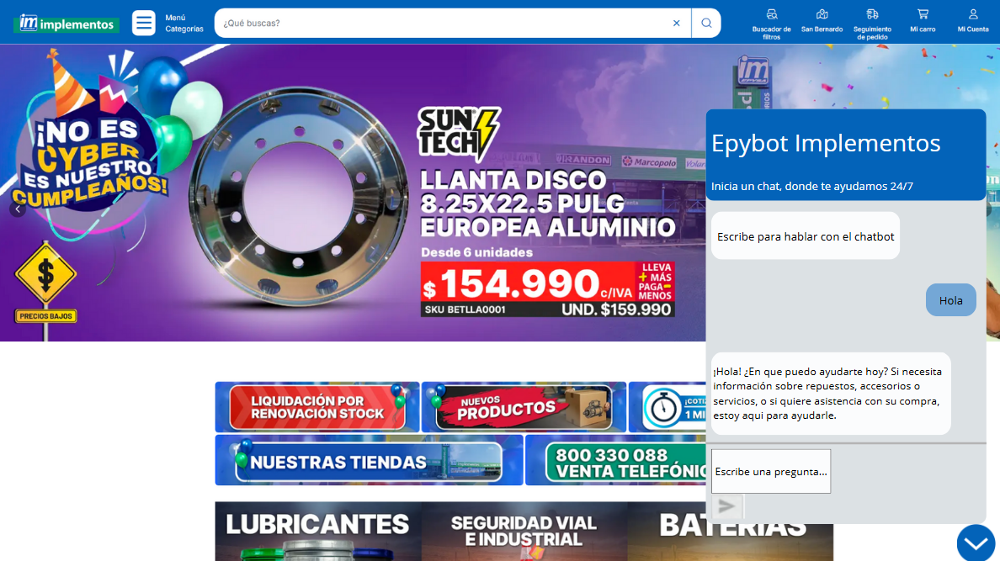 im implementos
Menú
Categorías
¿Qué buscas?
Buscador de
filtros
San Bernardo
Seguimiento
de pedido
Mi carro
Mi Cuenta
¡NO ES
CYBER
ES NUESTRO
CUMPLEAÑOS!
$
PRECIOS BAJOS
SUN
TECH
LLANTA DISCO
8.25X22.5 PULG
EUROPEA ALUMINIO
Desde 6 unidades
$154.990 c/IVA
LLEVA
+ MÁS
PAGA-
MENOS
SKU BETLLA0001
UND. $159.990
RANDON
Marcopolo
Volar
im
EPYSA
Epybot Implementos
Inicia un chat, donde te ayudamos 24/7
Escribe para hablar con el chatbot
Hola
¡Hola! ¿En que puedo ayudarte hoy? Si necesita
información sobre repuestos, accesorios o
servicios, o si quiere asistencia con su compra,
estoy aqui para ayudarle.
Escribe una pregunta...
LIQUIDACIÓN POR
RENOVACIÓN STOCK
NUEVOS
PRODUCTOS
¡COTI
1 MI
NUESTRAS TIENDAS
800 330 088
VENTA TELEFÓNIC
LUBRICANTES
SEGURIDAD VIAL
E INDUSTRIAL
BATERIAS